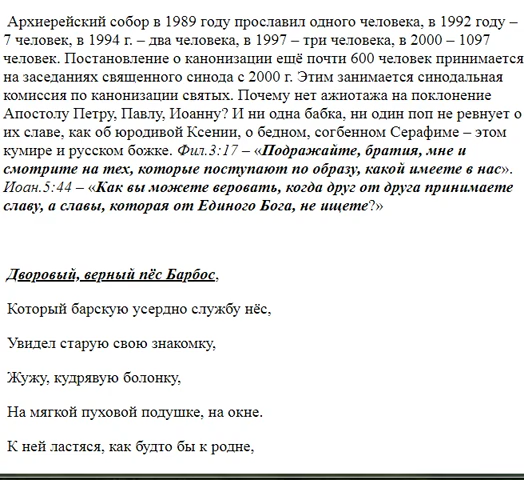 Архиерейский собор в 1989 году прославил одного человека, в 1992 году –
7 человек, в 1994 г. – два человека, в 1997 – три человека, в 2000 – 1097
человек. Постановление о канонизации ещё почти 600 человек принимается
на заседаниях священного синода с 2000 г. Этим занимается синодальная
комиссия по канонизации святых. Почему нет ажиотажа на поклонение
Апостолу Петру, Павлу, Иоанну? И ни одна бабка, ни один поп не ревнует о
их славе, как об юродивой Ксении, о бедном, согбенном Серафиме – этом
кумире и русском божке. Фил.3:17 – «Подражайте, братия, мне и
смотрите на тех, которые поступают по образу, какой имеете в нас».
Иоан.5:44 – «Как вы можете веровать, когда друг от друга принимаете
славу, а славы, которая от Единого Бога, не ищете?»
Дворовый, верный пёс Барбос,
Который барскую усердно службу нёс,
Увидел старую свою знакомку,
Жужу, кудрявую болонку,
На мягкой пуховой подушке, на окне.
К ней ластяся, как будто бы к родне,